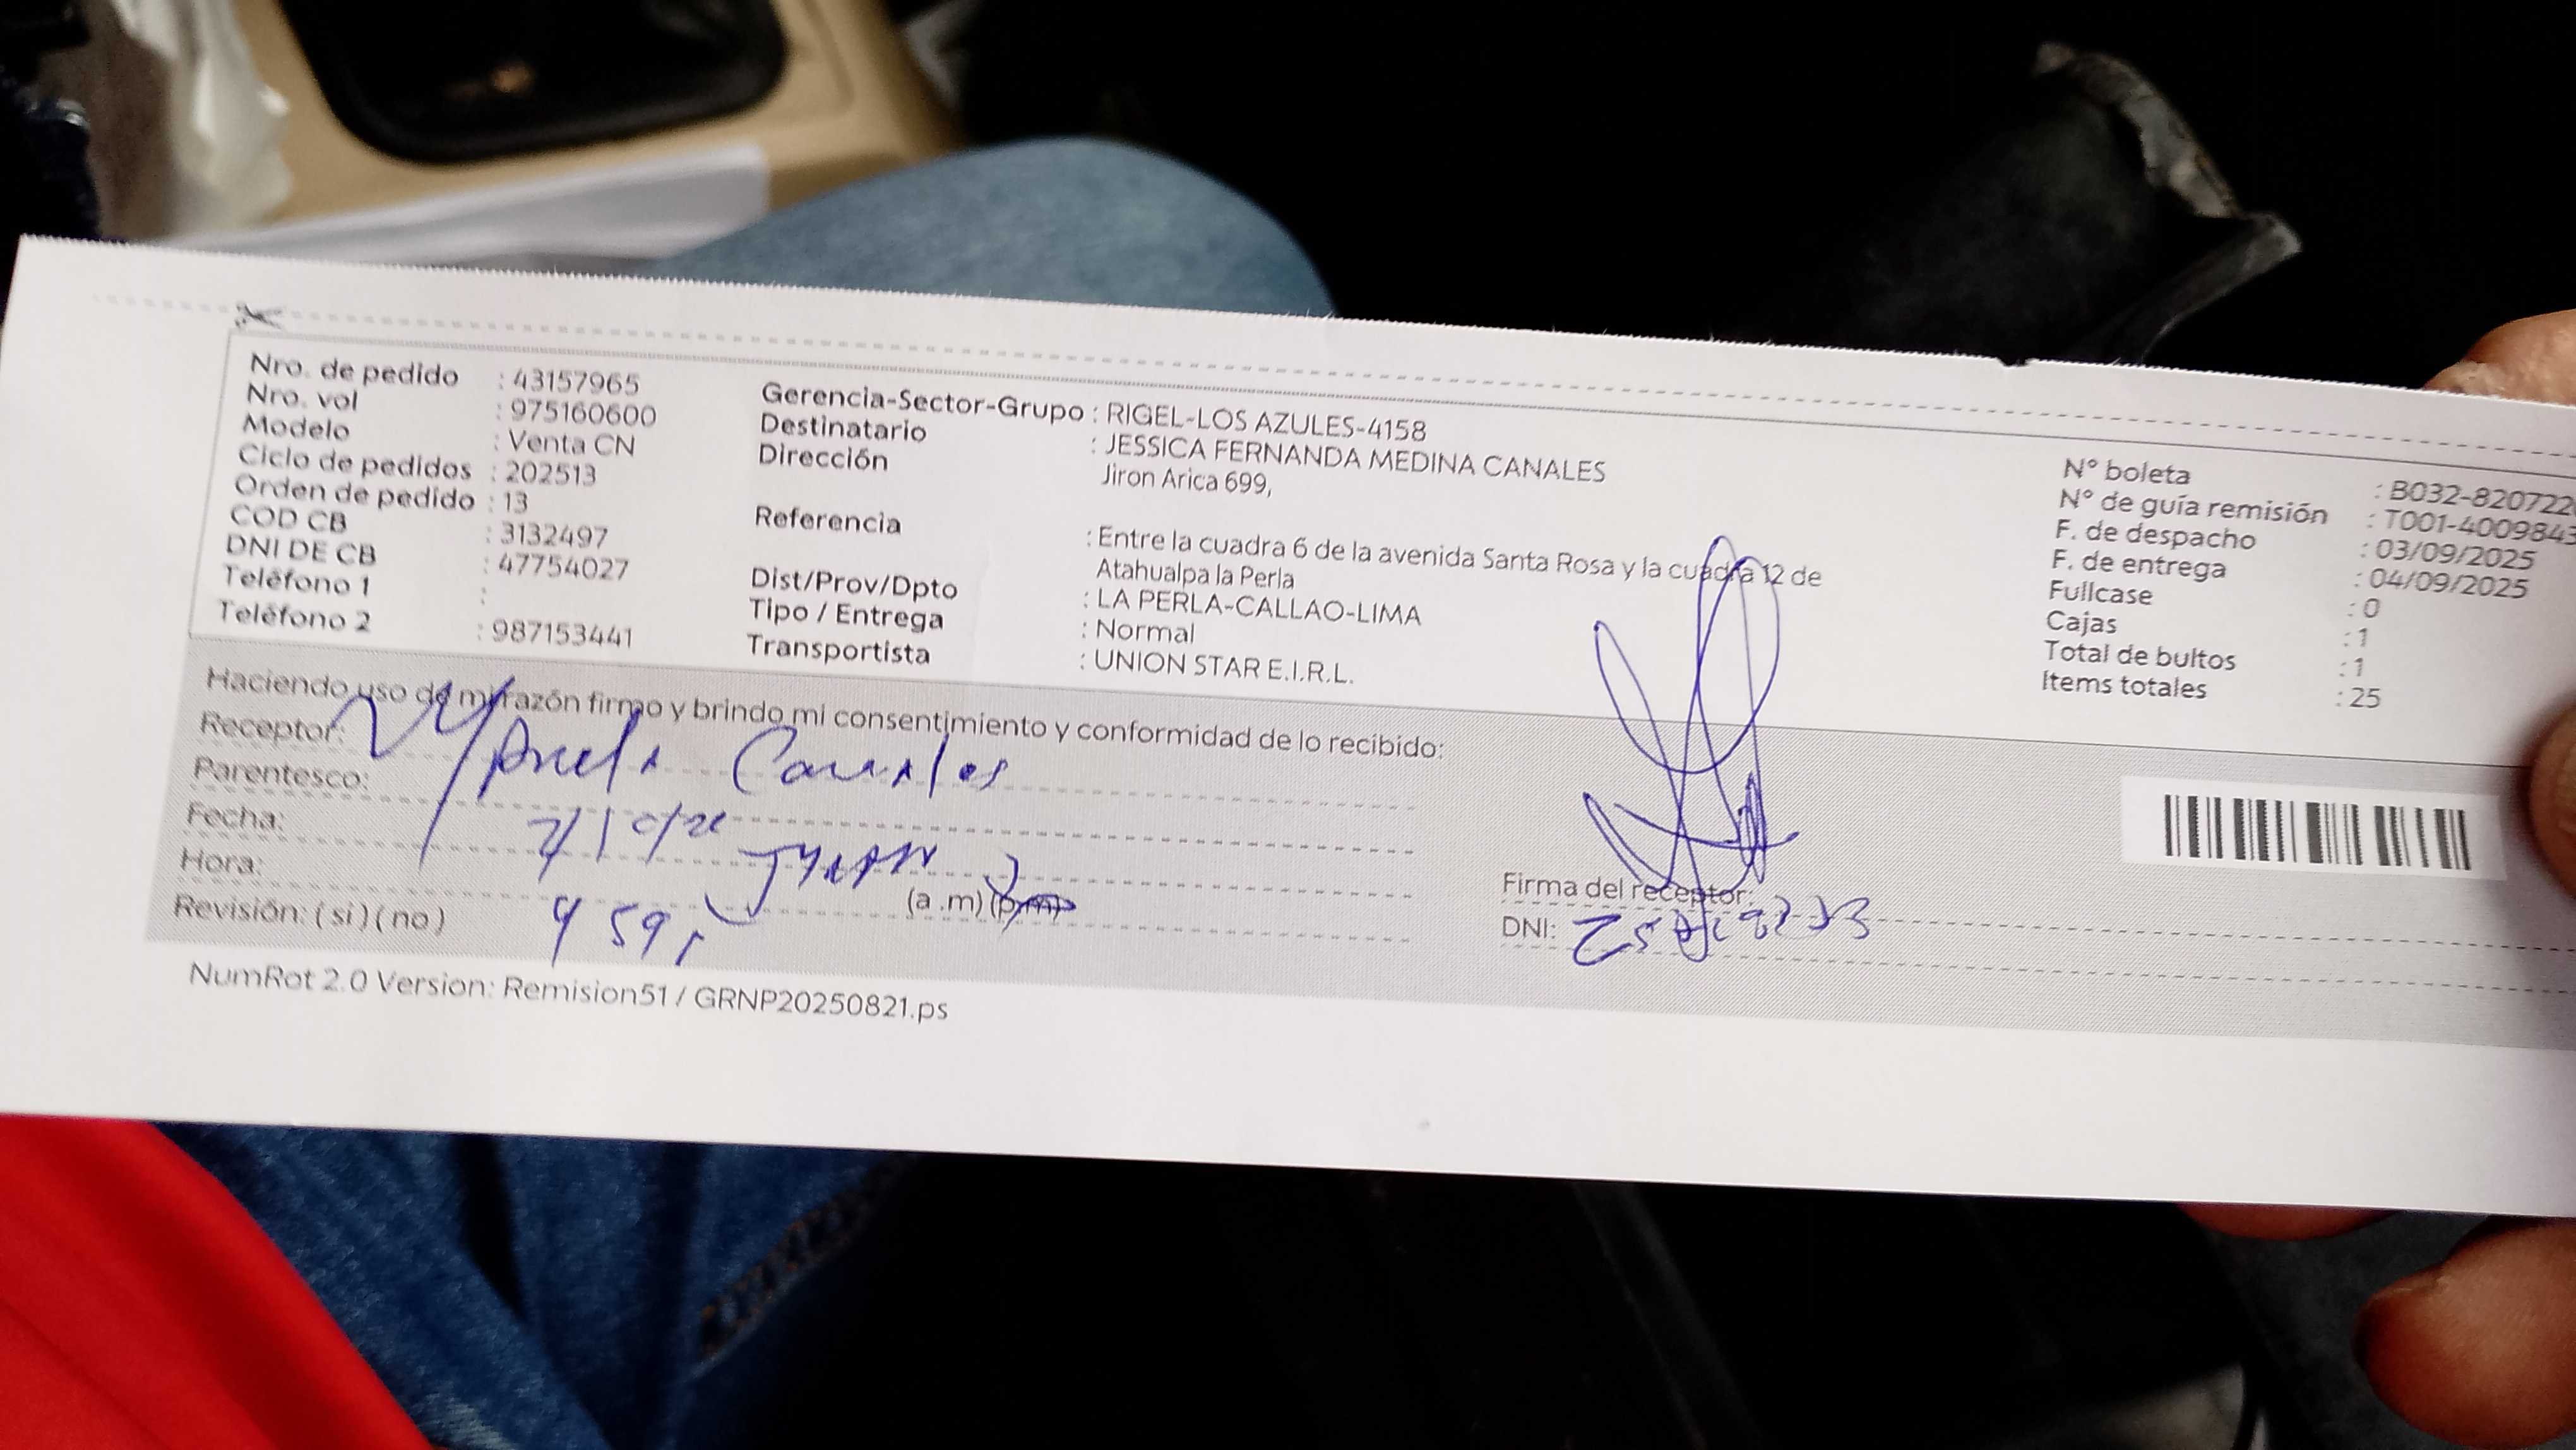 Nro. de pedido : 43157965
Nro. vol : 975160600
Modelo : Venta CN
Ciclo de pedidos : 202513
Orden de pedido : 13
COD CB : 3132497
DNI DE CB : 47754027
Teléfono 1 :
Teléfono 2 : 987153441
Gerencia-Sector-Grupo : RIGEL-LOS AZULES-4158
Destinatario : JESSICA FERNANDA MEDINA CANALES
Dirección Jiron Arica 699,
Referencia : Entre la cuadra 6 de la avenida Santa Rosa y la cuadra 12 de
Atahualpa la Perla
Dist/Prov/Dpto : LA PERLA-CALLAO-LIMA
Tipo / Entrega : Normal
Transportista : UNION STAR E.I.R.L.
N° boleta : B032-820722
N° de guía remisión : T001-400984
F. de despacho : 03/09/2025
F. de entrega : 04/09/2025
Fullcase : 0
Cajas : 1
Total de bultos : 1
Items totales : 25
Haciendo uso de mi razón firmo y brindo mi consentimiento y conformidad de lo recibido:
Receptor: Canales
Parentesco:
Fecha:
Hora: (a .m) (p.m)
Revisión: ( si ) ( no )
Firma del receptor:
DNI:
NumRot 2.0 Version: Remision51 / GRNP20250821.ps